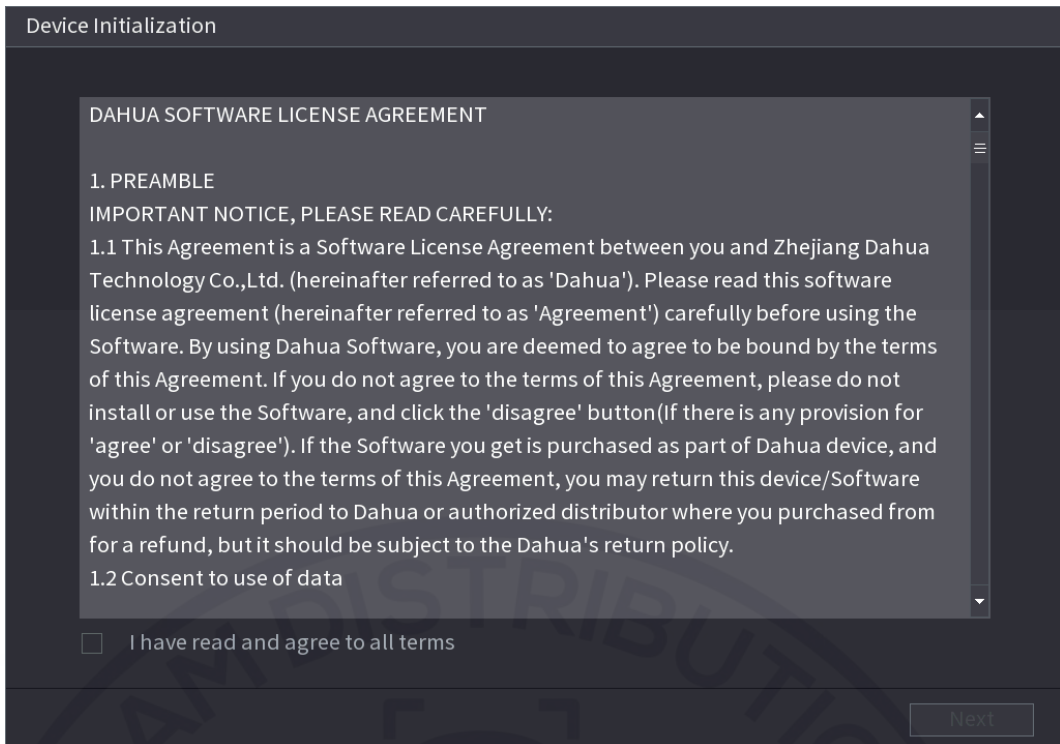 Device Initialization
DAHUA SOFTWARE LICENSE AGREEMENT
1. PREAMBLE
IMPORTANT NOTICE, PLEASE READ CAREFULLY:
1.1 This Agreement is a Software License Agreement between you and Zhejiang Dahua
Technology Co.,Ltd. (hereinafter referred to as 'Dahua'). Please read this software
license agreement (hereinafter referred to as 'Agreement') carefully before using the
Software. By using Dahua Software, you are deemed to agree to be bound by the terms
of this Agreement. If you do not agree to the terms of this Agreement, please do not
install or use the Software, and click the 'disagree' button(If there is any provision for
'agree' or 'disagree'). If the Software you get is purchased as part of Dahua device, and
you do not agree to the terms of this Agreement, you may return this device/Software
within the return period to Dahua or authorized distributor where you purchased from
for a refund, but it should be subject to the Dahua's return policy.
1.2 Consent to use of data
I have read and agree to all terms
Next